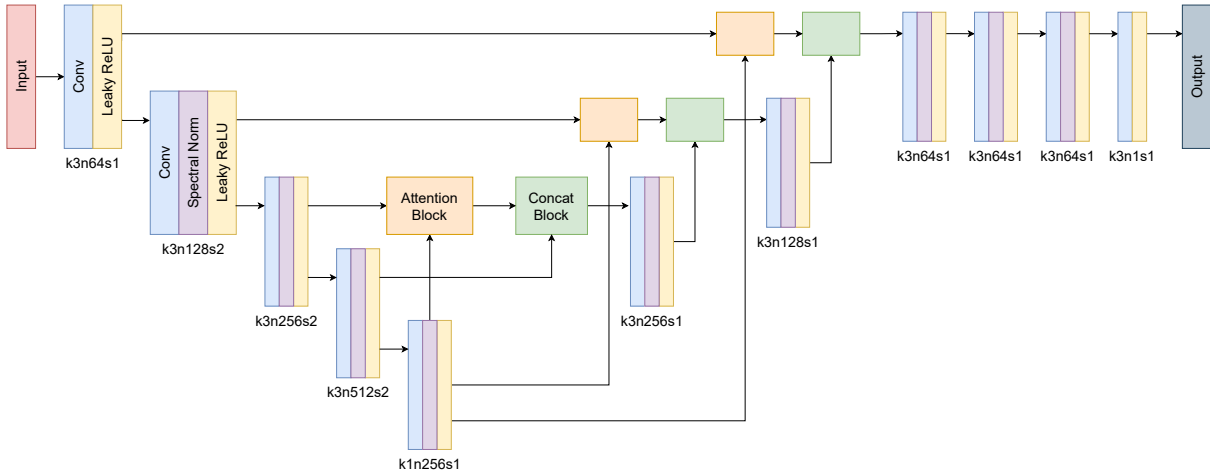 Input
Conv
Leaky ReLU
k3n64s1
Conv
Spectral Norm
Leaky ReLU
k3n128s2
k3n256s2
k3n512s2
k1n256s1
Attention
Block
Concat
Block
k3n256s1
k3n128s1
k3n64s1
k3n64s1
k3n64s1
k3n1s1
Output